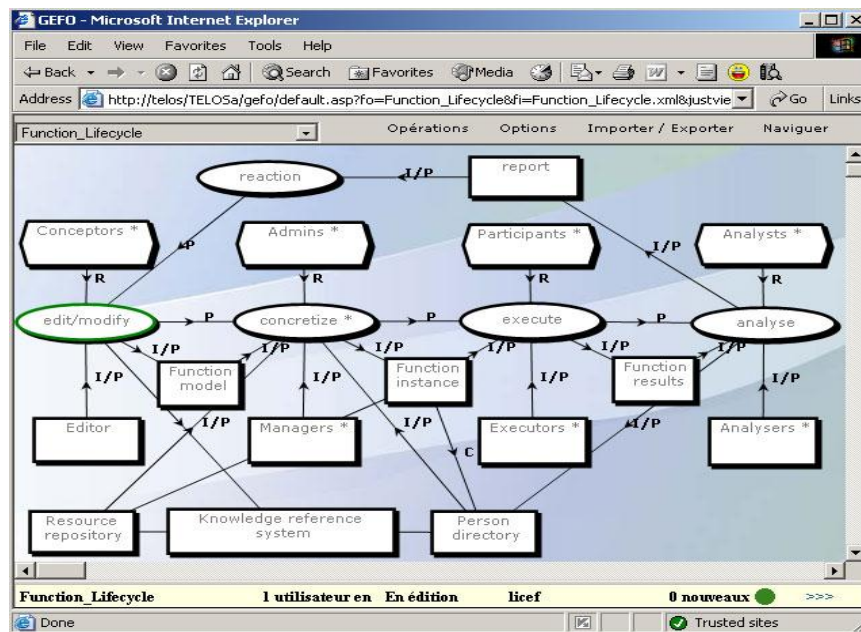 GEFO - Microsoft Internet Explorer
File Edit View Favorites Tools Help
Back Search Favorites Media
Address http://telos/TELOSa/gefo/default.asp?fo=Function_Lifecycle&fi=Function_Lifecycle.xml&justvie Go Links
Function_Lifecycle Opérations Options Importer / Exporter Naviguer
reaction I/P report
Conceptors * P Admins * Participants * Analysts *
I/P
R R R R
edit/modify P concretize * P execute P analyse
I/P I/P I/P I/P I/P I/P
Function model
Function instance
Function results
I/P I/P I/P I/P
Editor I/P Managers * I/P C Executors * I/P Analysers *
Resource repository
Knowledge reference system
Person directory
Function_Lifecycle 1 utilisateur en En édition licef 0 nouveaux >>>
Done Trusted sites